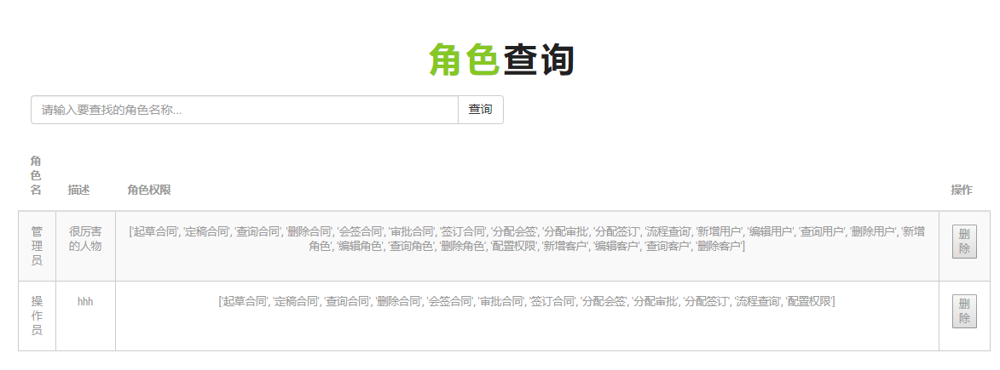 角色查询
请输入要查找的角色名称...
查询
角
色
名
描述
角色权限
操作
管
理
员
很厉害
的人物
['起草合同', '定稿合同', '查询合同', '删除合同', '会签合同', '审批合同', '签订合同', '分配会签', '分配审批', '分配签订', '流程查询', '新增用户', '编辑用户', '查询用户', '删除用户', '新增
角色', '编辑角色', '查询角色', '删除角色', '配置权限', '新增客户', '编辑客户', '查询客户', '删除客户']
删
除
操
作
员
hhh
['起草合同', '定稿合同', '查询合同', '删除合同', '会签合同', '审批合同', '签订合同', '分配会签', '分配审批', '分配签订', '流程查询', '配置权限']
删
除